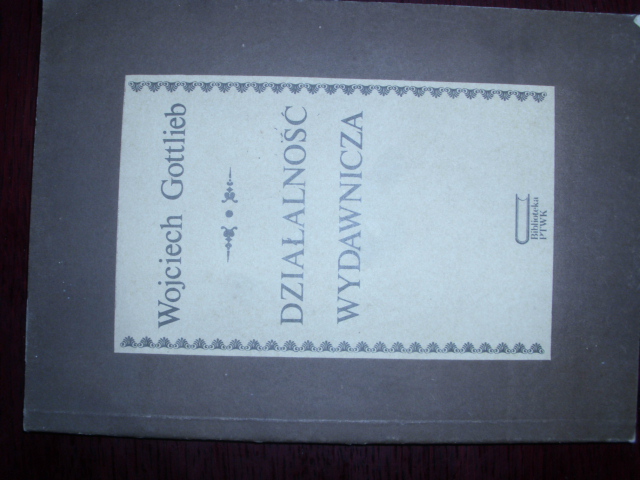 Wojciech Gottlieb
DZIAŁALNOŚĆ
WYDAWNICZA
Biblioteka
PTWK